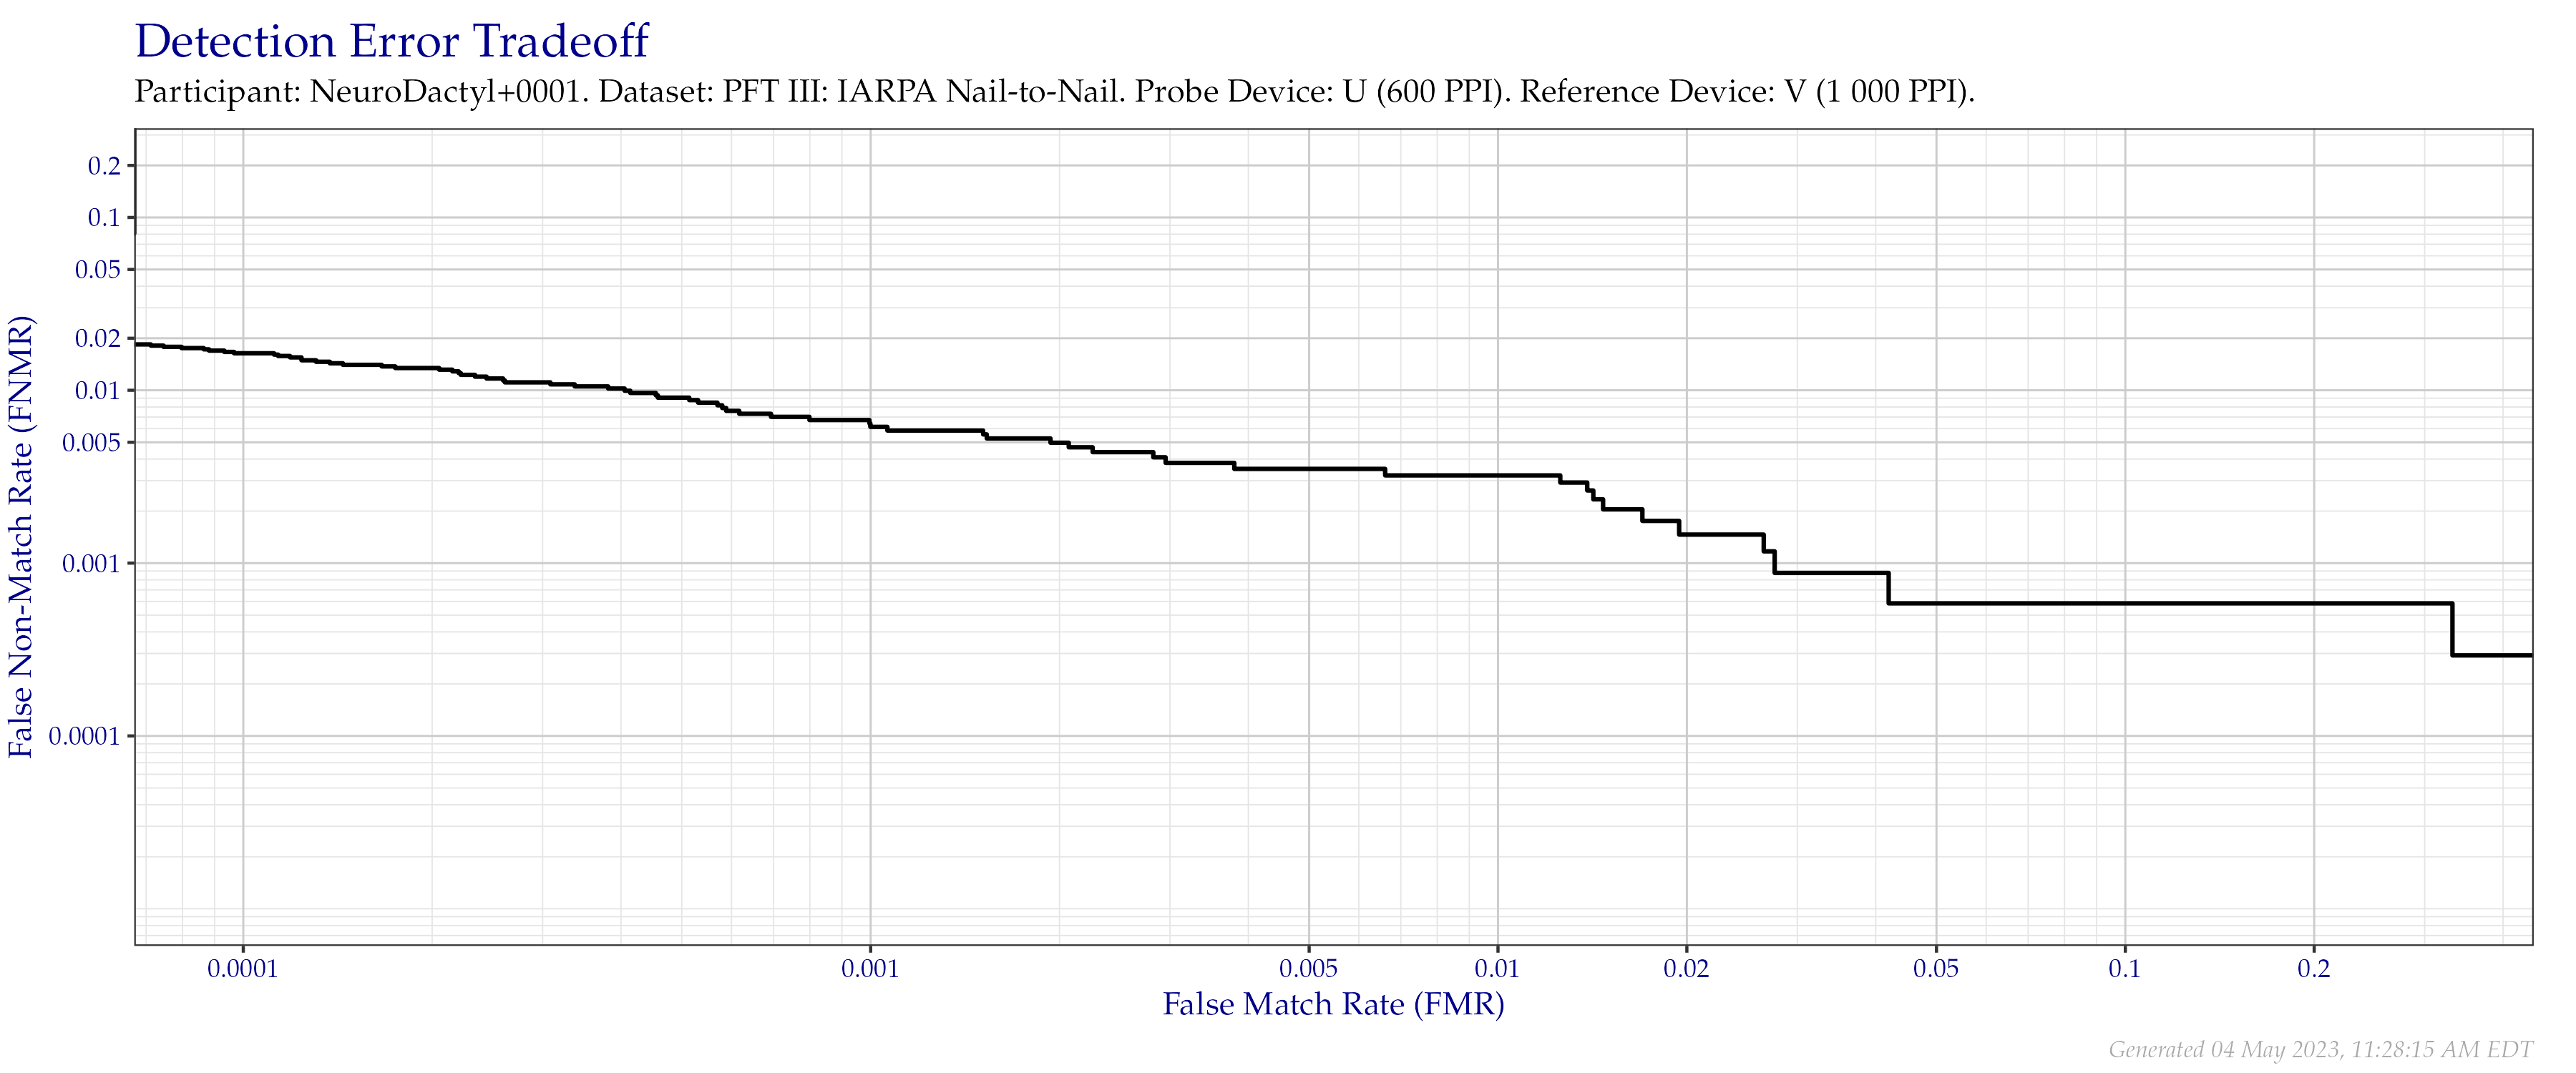 Detection Error Tradeoff
Participant: NeuroDactyl+0001. Dataset: PFT III: IARPA Nail-to-Nail. Probe Device: U (600 PPI). Reference Device: V (1 000 PPI).
False Non-Match Rate (FNMR)
0.2
0.1
0.05
0.02
0.01
0.005
0.001
0.0001
0.0001 0.001 0.005 0.01 0.02 0.05 0.1 0.2
False Match Rate (FMR)
Generated 04 May 2023, 11:28:15 AM EDT